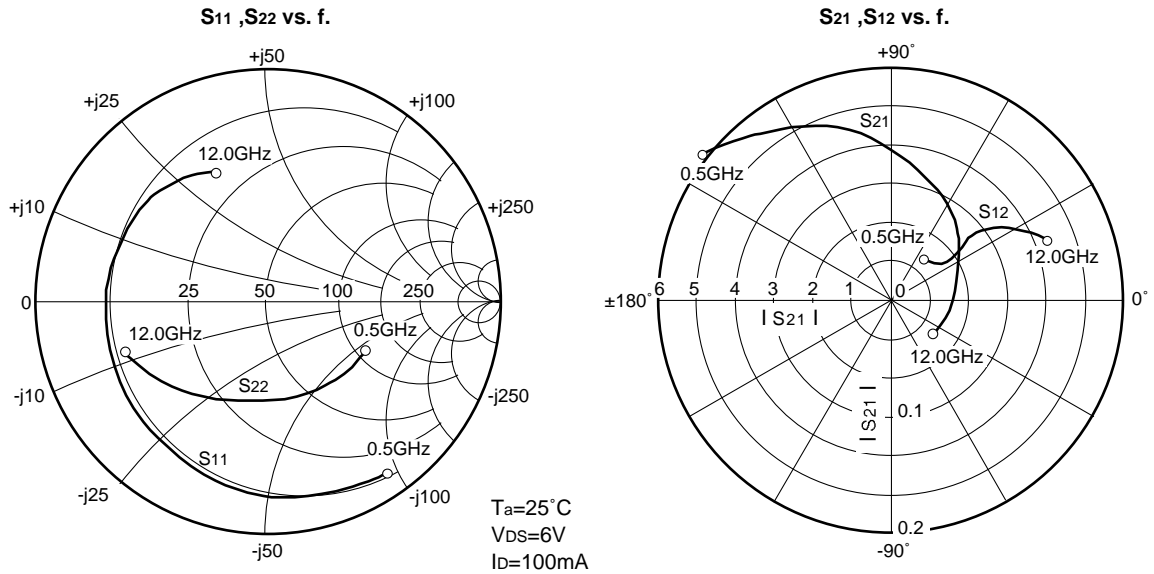 S11 ,S22 vs. f.
+j50
+j25
+j100
12.0GHz
+j10
+j250
0
25
50
100
250
12.0GHz
0.5GHz
S22
-j10
-j250
S11
0.5GHz
-j25
-j100
-j50
Ta=25°C
VDS=6V
ID=100mA
S21 ,S12 vs. f.
+90°
S21
0.5GHz
S12
0.5GHz
12.0GHz
±180°
6
5
4
3
2
1
0
0°
| S21 |
12.0GHz
| S21 |
0.1
0.2
-90°